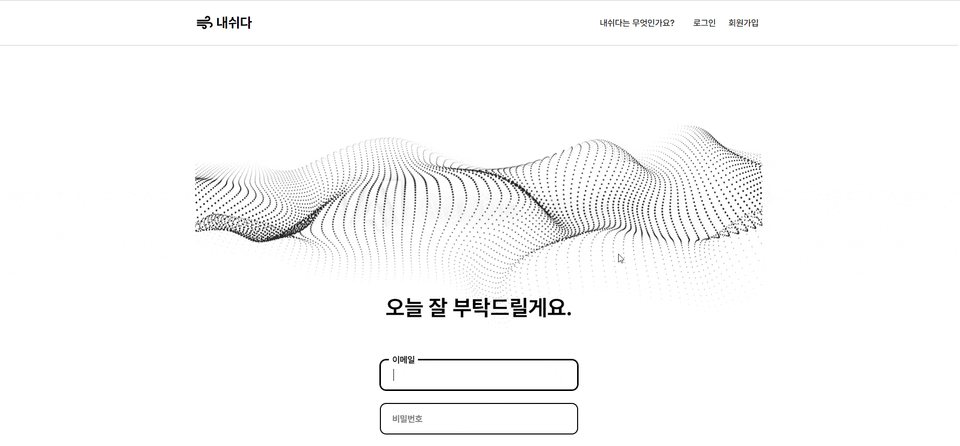 내쉬다
내쉬다는 무엇인가요? 로그인 회원가입
오늘 잘 부탁드릴게요.
이메일
비밀번호